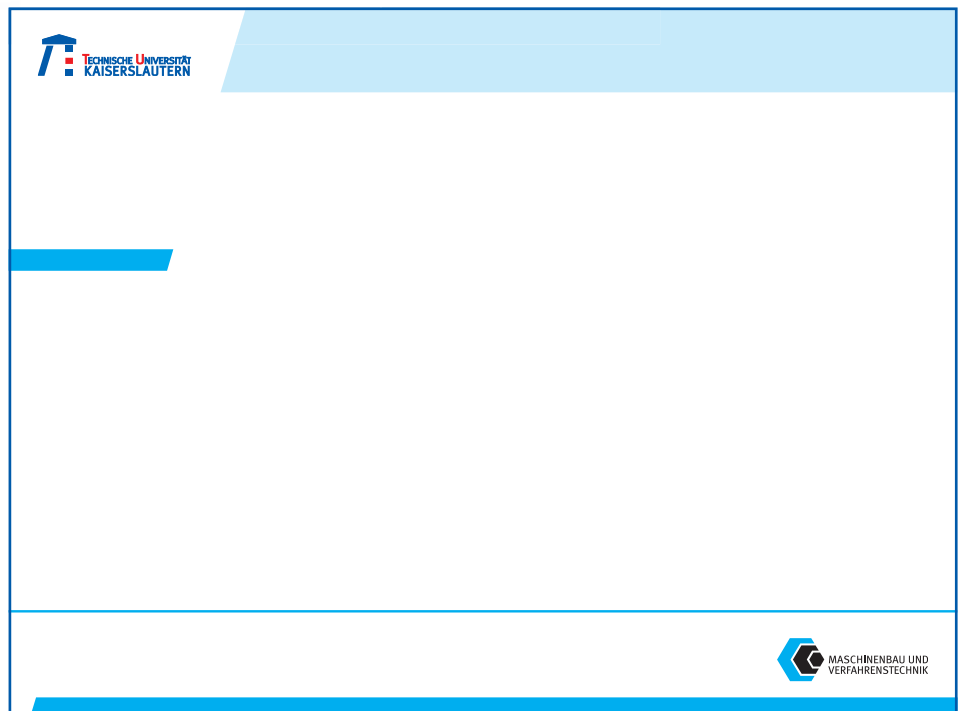 TECHNISCHE UNIVERSITÄT
KAISERSLAUTERN
MASCHINENBAU UND
VERFAHRENSTECHNIK